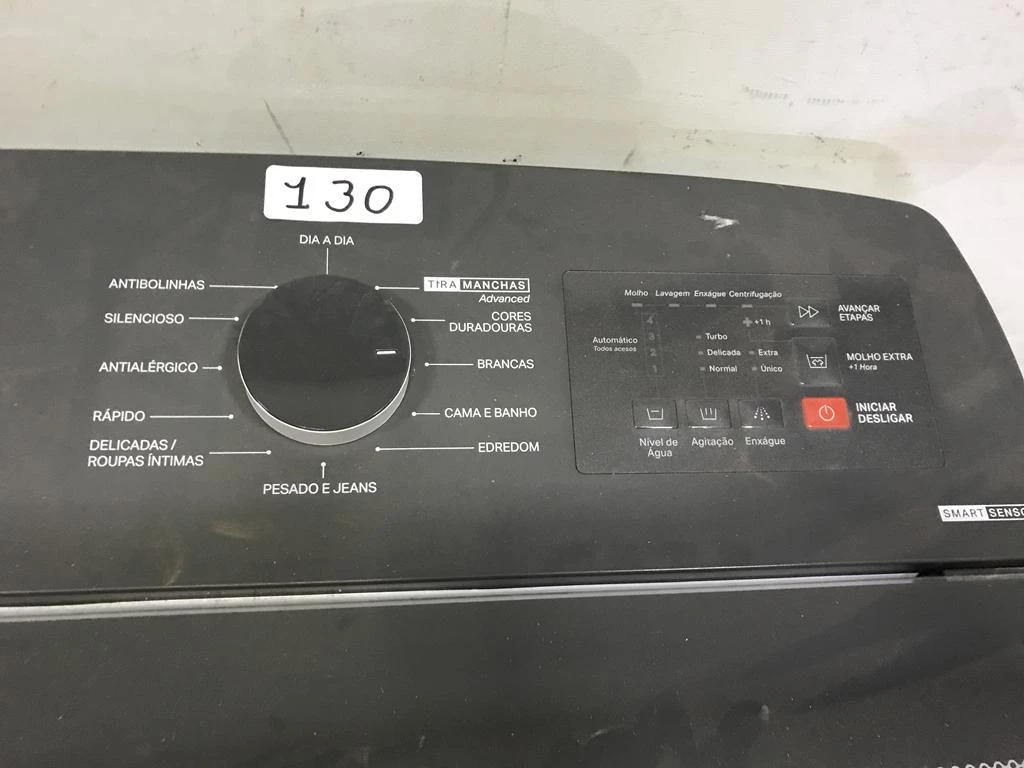 130
DIA A DIA
ANTIBOLINHAS
SILENCIOSO
ANTIALÉRGICO
RÁPIDO
DELICADAS /
ROUPAS ÍNTIMAS
PESADO E JEANS
TIRA MANCHAS
Advanced
CORES
DURADOURAS
BRANCAS
CAMA E BANHO
EDREDOM
Molho Lavagem Enxágue Centrifugação
Automático
Todos acesos
4
3
2
1
Turbo
Delicada
Normal
+1 h
Extra
Único
Nível de
Água
Agitação
Enxágue
AVANÇAR
ETAPAS
MOLHO EXTRA
+1 Hora
INICIAR
DESLIGAR
SMART